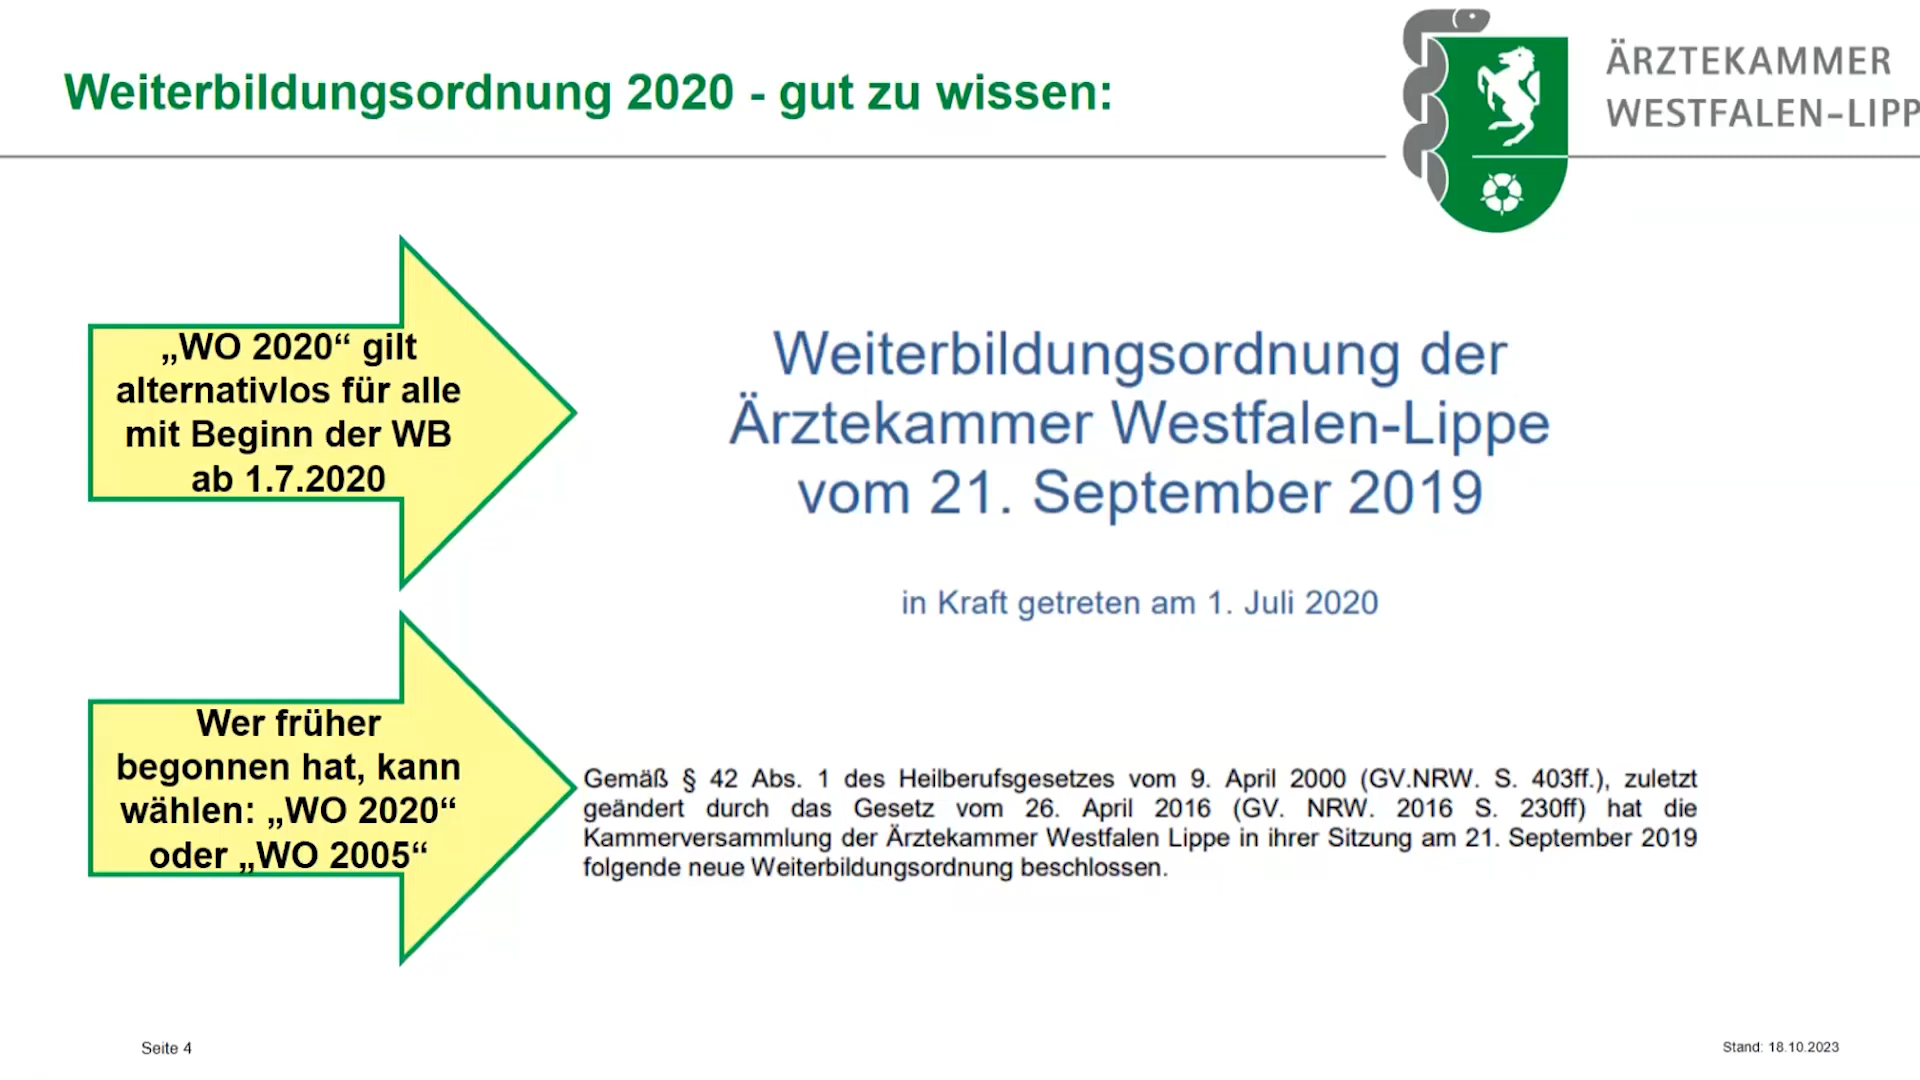 Weiterbildungsordnung 2020 - gut zu wissen:
ÄRZTEKAMMER
WESTFALEN-LIPP
„WO 2020“ gilt
alternativlos für alle
mit Beginn der WB
ab 1.7.2020
Weiterbildungsordnung der
Ärztekammer Westfalen-Lippe
vom 21. September 2019
in Kraft getreten am 1. Juli 2020
Wer früher
begonnen hat, kann
wählen: „WO 2020“
oder „WO 2005“
Gemäß § 42 Abs. 1 des Heilberufsgesetzes vom 9. April 2000 (GV.NRW. S. 403ff.), zuletzt
geändert durch das Gesetz vom 26. April 2016 (GV. NRW. 2016 S. 230ff) hat die
Kammerversammlung der Ärztekammer Westfalen Lippe in ihrer Sitzung am 21. September 2019
folgende neue Weiterbildungsordnung beschlossen.
Seite 4
Stand: 18.10.2023